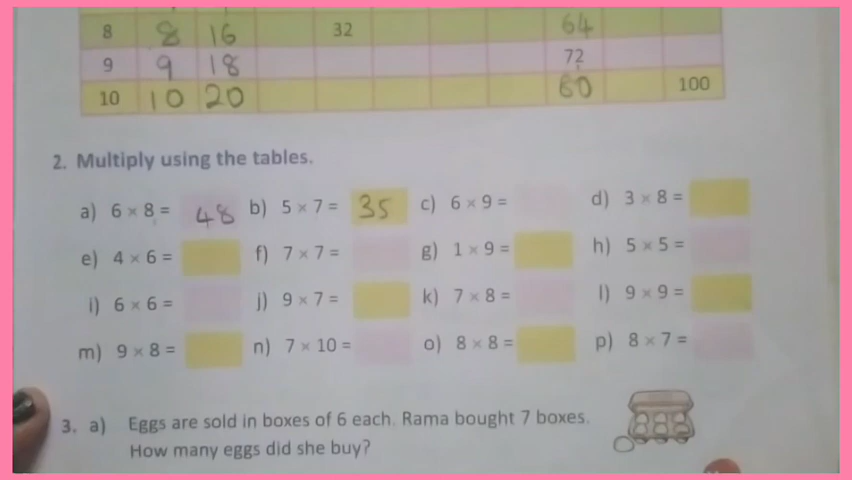 8 8 16 32 64
9 9 18 72
10 10 20 80 100
2. Multiply using the tables.
a) 6 × 8 = 48 b) 5 × 7 = 35 c) 6 × 9 = d) 3 × 8 =
e) 4 × 6 = f) 7 × 7 = g) 1 × 9 = h) 5 × 5 =
i) 6 × 6 = j) 9 × 7 = k) 7 × 8 = l) 9 × 9 =
m) 9 × 8 = n) 7 × 10 = o) 8 × 8 = p) 8 × 7 =
3. a) Eggs are sold in boxes of 6 each. Rama bought 7 boxes.
How many eggs did she buy?